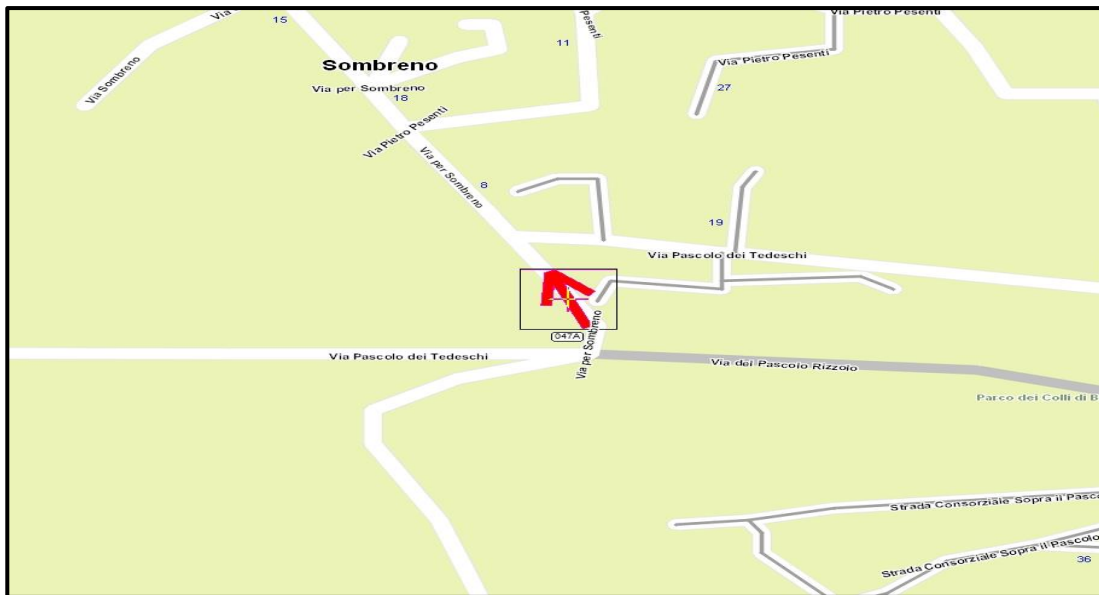 Via
15
Pesenti
Via Pietro Pesenti
11
Sombreno
Via Pietro Pesenti
Via Sombreno
Via per Sombreno
27
18
Via Pietro Pesenti
Via per Sombreno
8
19
Via Pascolo dei Tedeschi
047A
Via per Sombreno
Via Pascolo dei Tedeschi
Via dei Pascolo Rizzolo
Parco dei Colli di B
Strada Consorziale Sopra il Pasco
Strada Consorziale Sopra il Pascolo
36